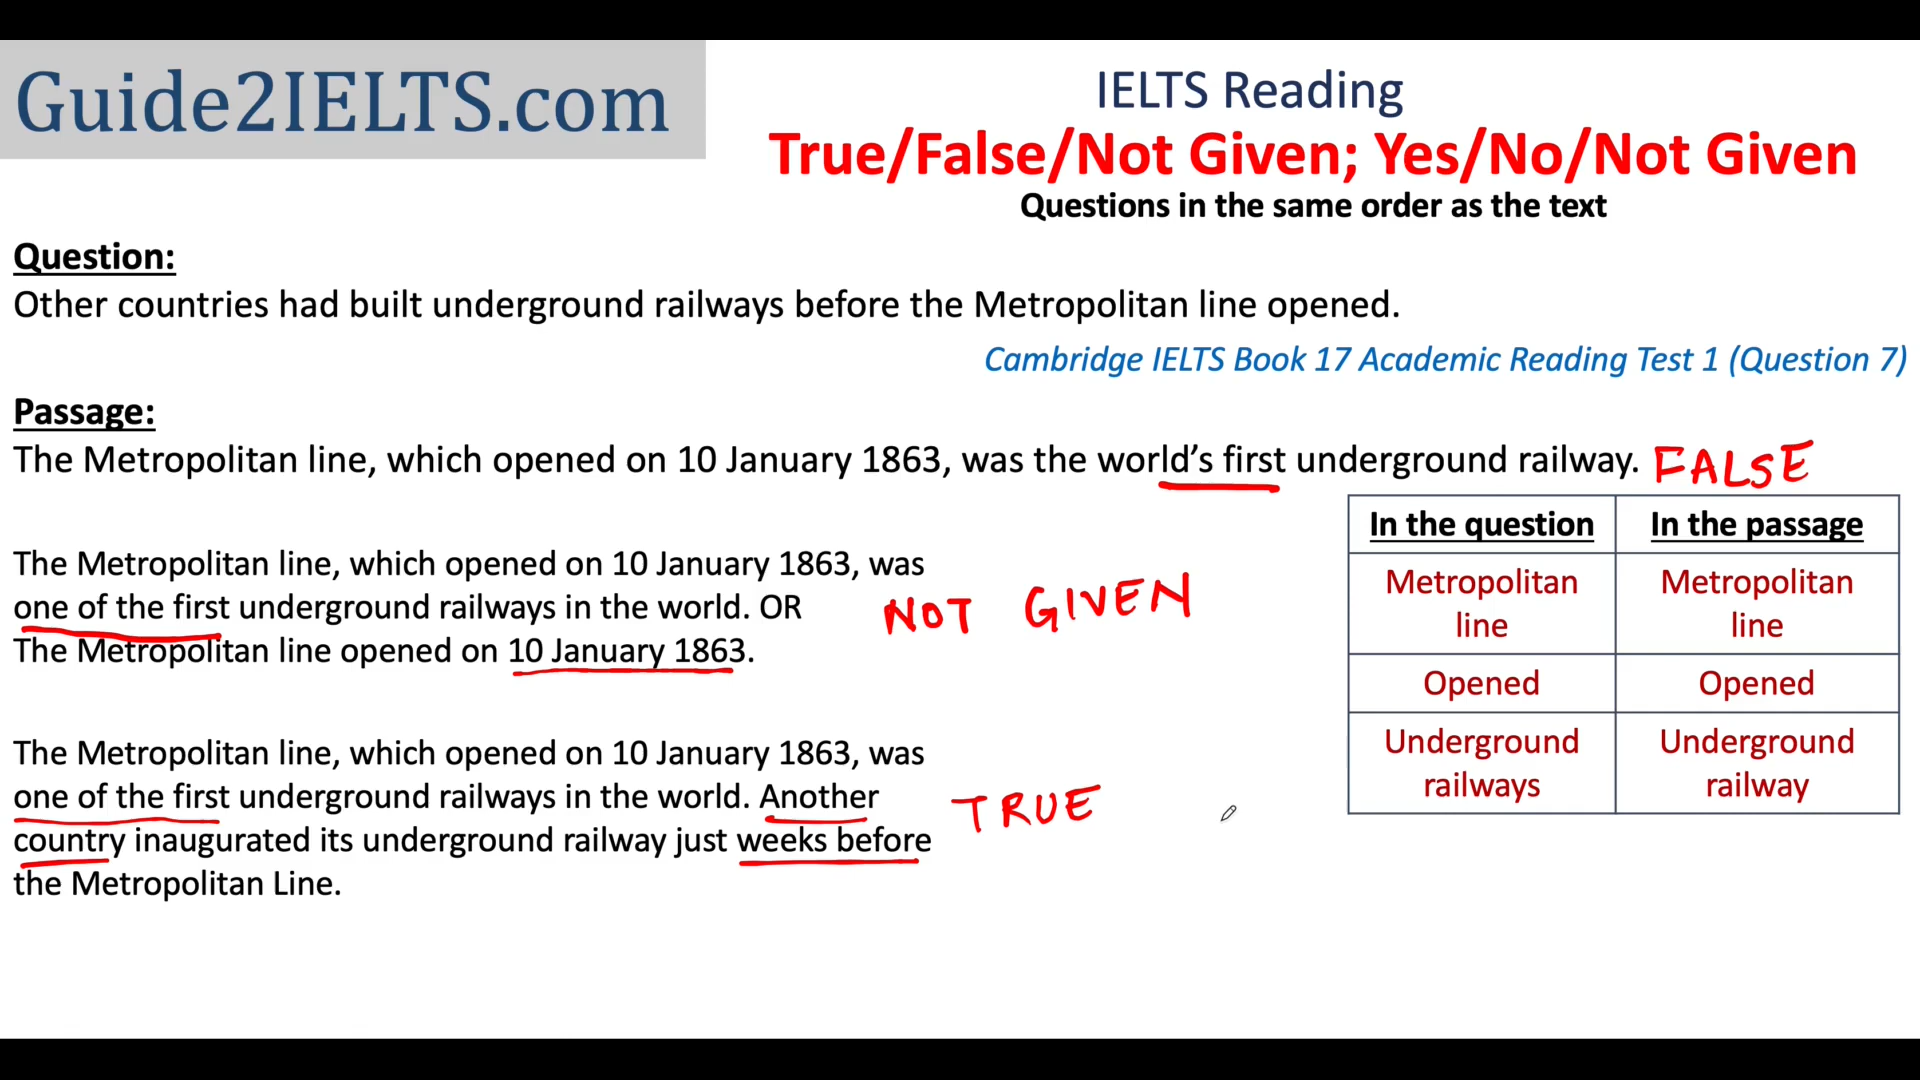 Guide2IELTS.com
IELTS Reading
True/False/Not Given; Yes/No/Not Given
Questions in the same order as the text
Question:
Other countries had built underground railways before the Metropolitan line opened.
Cambridge IELTS Book 17 Academic Reading Test 1 (Question 7)
Passage:
The Metropolitan line, which opened on 10 January 1863, was the world’s first underground railway. FALSE
The Metropolitan line, which opened on 10 January 1863, was
one of the first underground railways in the world. OR
The Metropolitan line opened on 10 January 1863.
NOT GIVEN
The Metropolitan line, which opened on 10 January 1863, was
one of the first underground railways in the world. Another
country inaugurated its underground railway just weeks before
the Metropolitan Line.
TRUE
In the question In the passage
Metropolitan line Metropolitan line
Opened Opened
Underground railways Underground railway